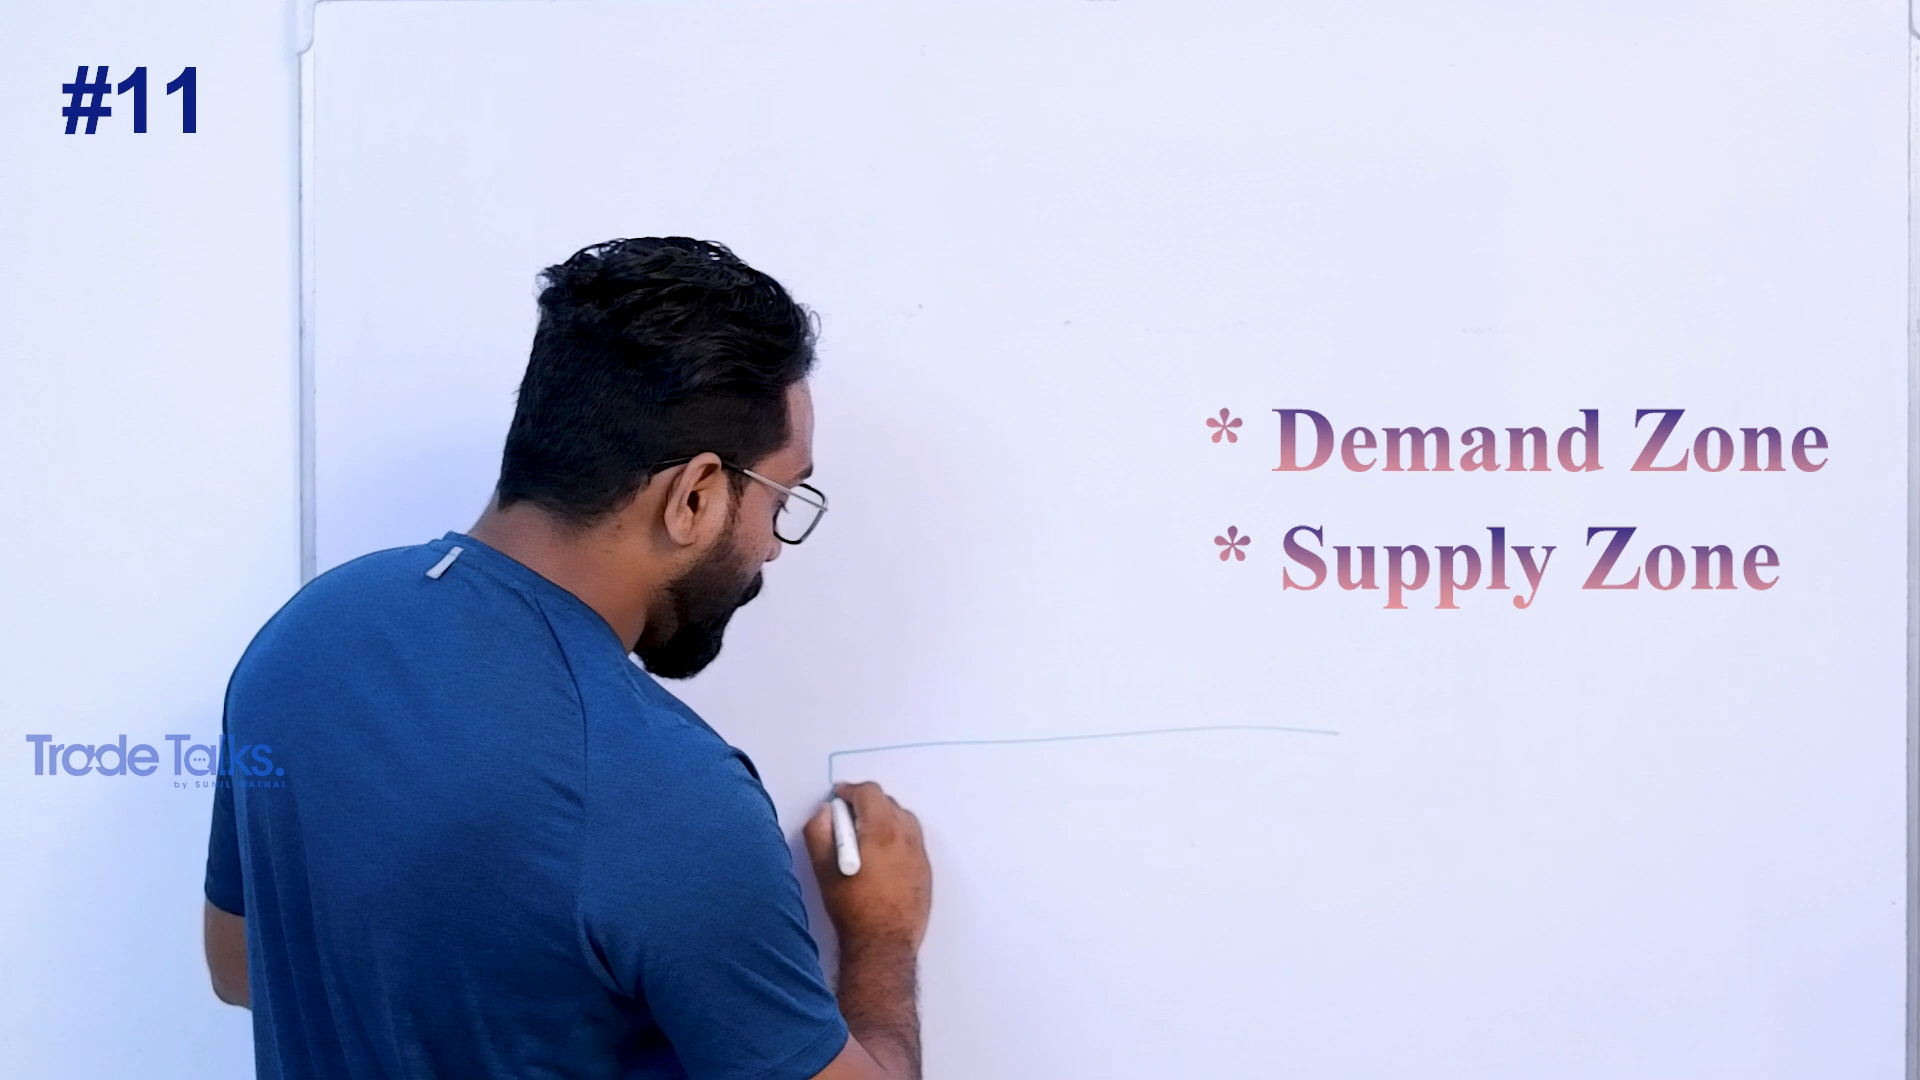 #11
* Demand Zone
* Supply Zone
Trade Talks.